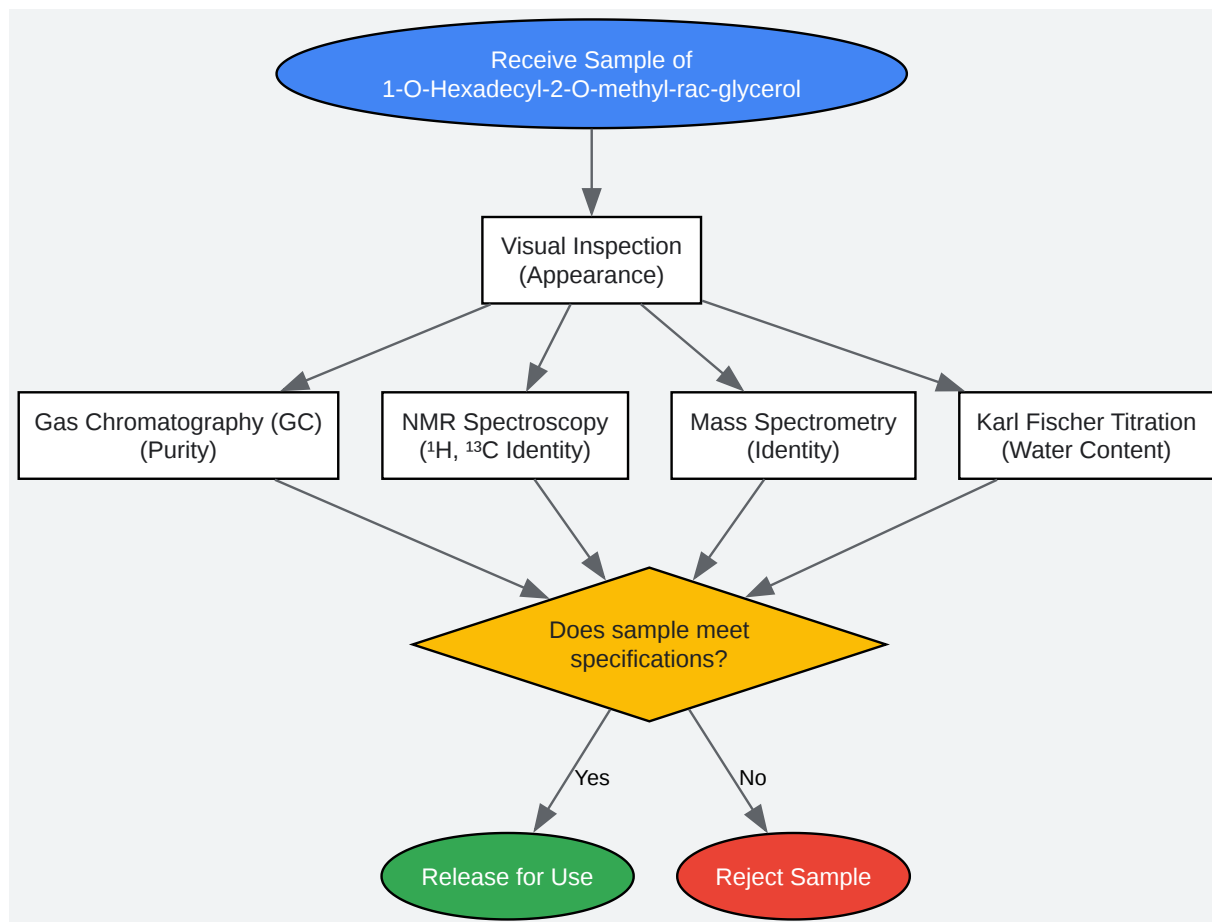 Receive Sample of
1-O-Hexadecyl-2-O-methyl-rac-glycerol
Visual Inspection
(Appearance)
Gas Chromatography (GC)
(Purity)
NMR Spectroscopy
(¹H, ¹³C Identity)
Mass Spectrometry
(Identity)
Karl Fischer Titration
(Water Content)
Does sample meet
specifications?
Yes
No
Release for Use
Reject Sample